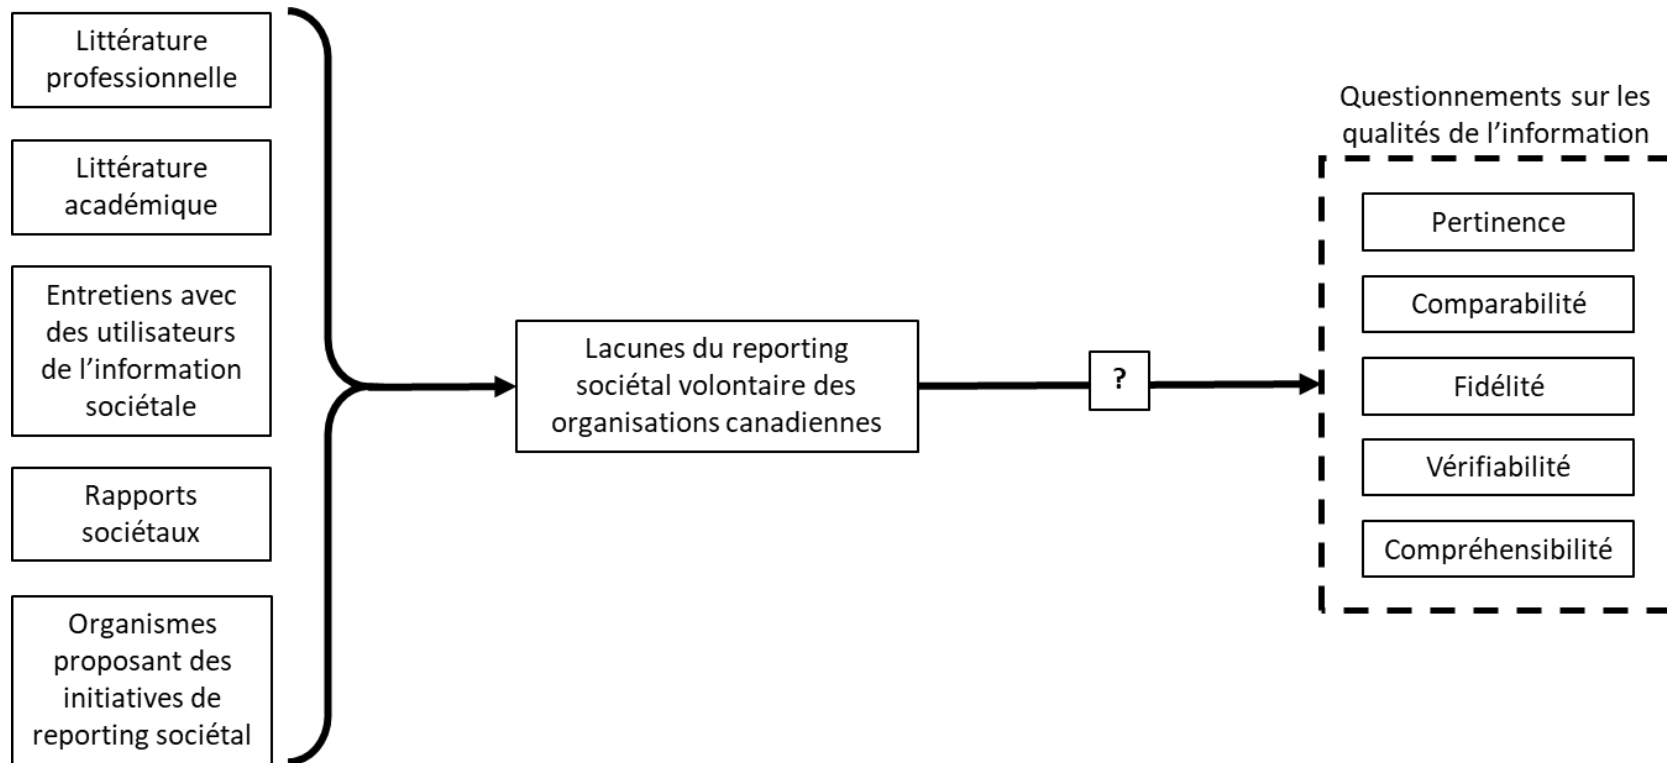 Littérature
professionnelle
Littérature
académique
Entretiens avec
des utilisateurs
de l’information
sociétale
Rapports
sociétaux
Organismes
proposant des
initiatives de
reporting sociétal
Lacunes du reporting
sociétal volontaire des
organisations canadiennes
?
Questionnements sur les
qualités de l’information
Pertinence
Comparabilité
Fidélité
Vérifiabilité
Compréhensibilité